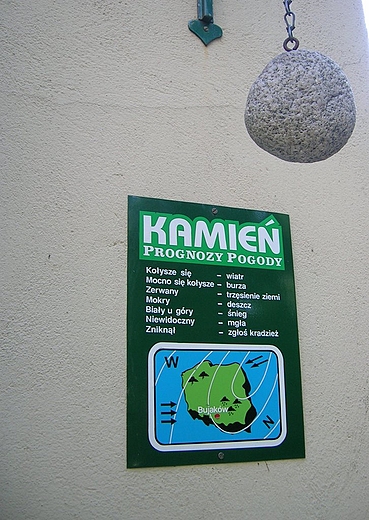 KAMIEŃ
PROGNOZY POGODY
Kołysze się – wiatr
Mocno się kołysze – burza
Zerwany – trzęsienie ziemi
Mokry – deszcz
Biały u góry – śnieg
Niewidoczny – mgła
Zniknął – zgłoś kradzież
W
Bujaków
N